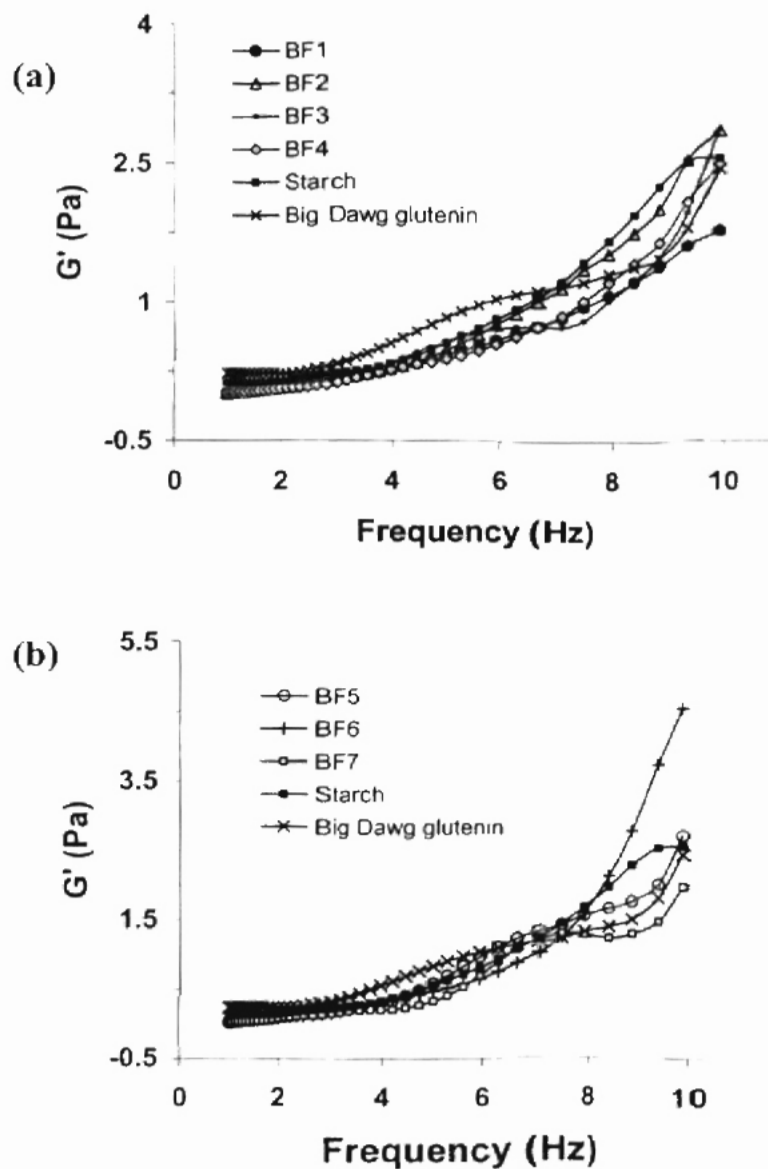 (a)
4
2.5
1
-0.5
G' (Pa)
BF1
BF2
BF3
BF4
Starch
Big Dawg glutenin
0 2 4 6 8 10
Frequency (Hz)
(b)
5.5
3.5
1.5
-0.5
G' (Pa)
BF5
BF6
BF7
Starch
Big Dawg glutenin
0 2 4 6 8 10
Frequency (Hz)